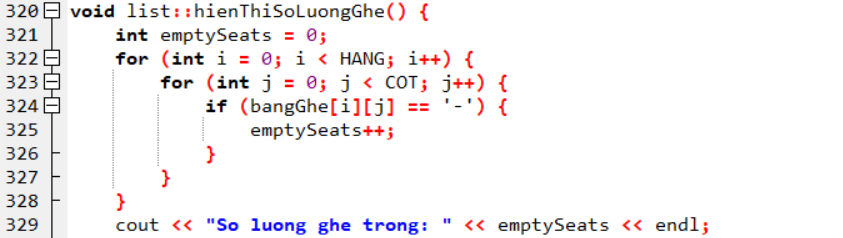 320 void list::hienThiSoLuongGhe() {
321     int emptySeats = 0;
322     for (int i = 0; i < HANG; i++) {
323         for (int j = 0; j < COT; j++) {
324             if (bangGhe[i][j] == '-') {
325                 emptySeats++;
326             }
327         }
328     }
329     cout << "So luong ghe trong: " << emptySeats << endl;